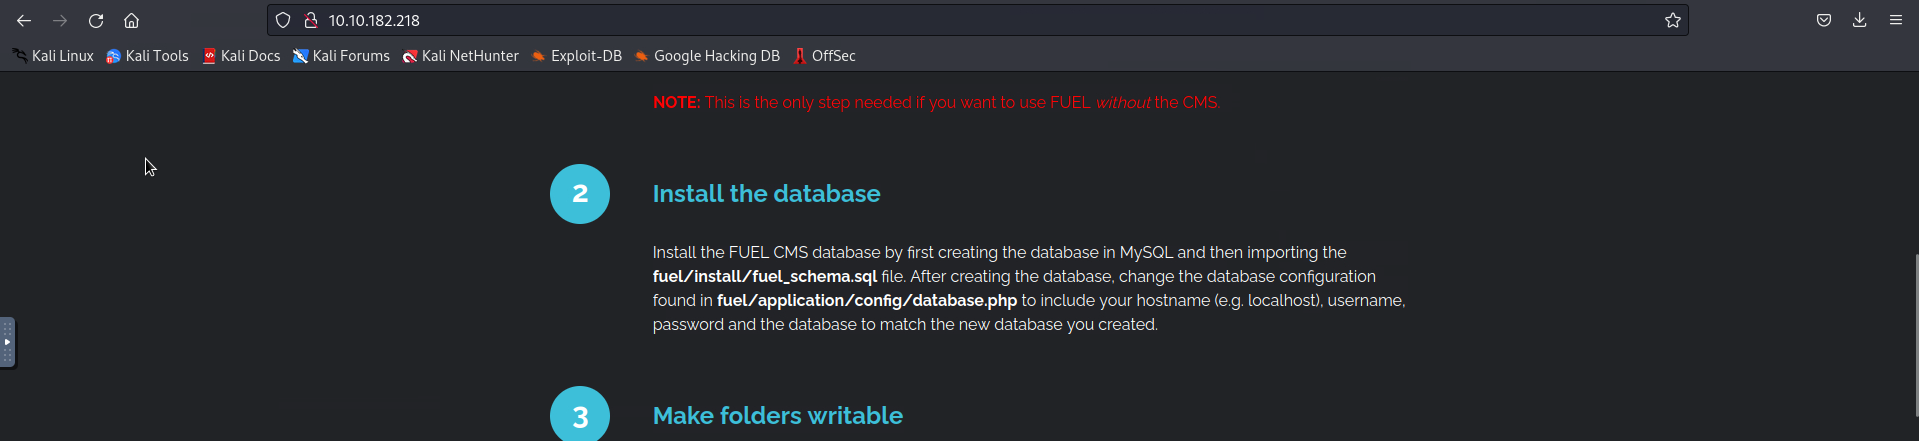 10.10.182.218
Kali Linux Kali Tools Kali Docs Kali Forums Kali NetHunter Exploit-DB Google Hacking DB OffSec
NOTE: This is the only step needed if you want to use FUEL without the CMS.
2 Install the database
Install the FUEL CMS database by first creating the database in MySQL and then importing the
fuel/install/fuel_schema.sql file. After creating the database, change the database configuration
found in fuel/application/config/database.php to include your hostname (e.g. localhost), username,
password and the database to match the new database you created.
3 Make folders writable